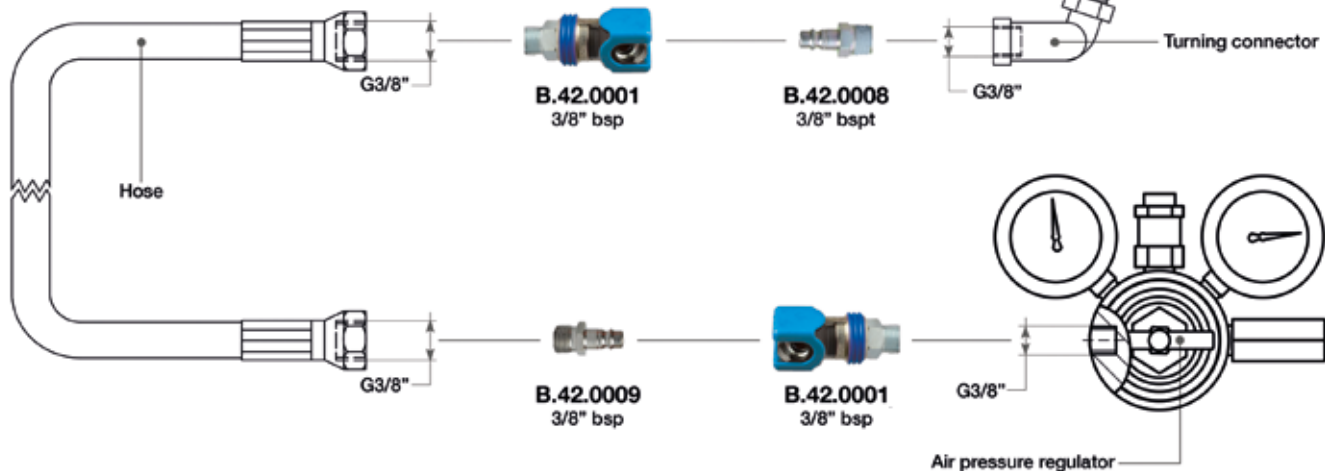 Turning connector
G3/8”
B.42.0001
3/8” bsp
B.42.0008
3/8” bspt
G3/8”
Hose
G3/8”
B.42.0009
3/8” bsp
B.42.0001
3/8” bsp
G3/8”
Air pressure regulator